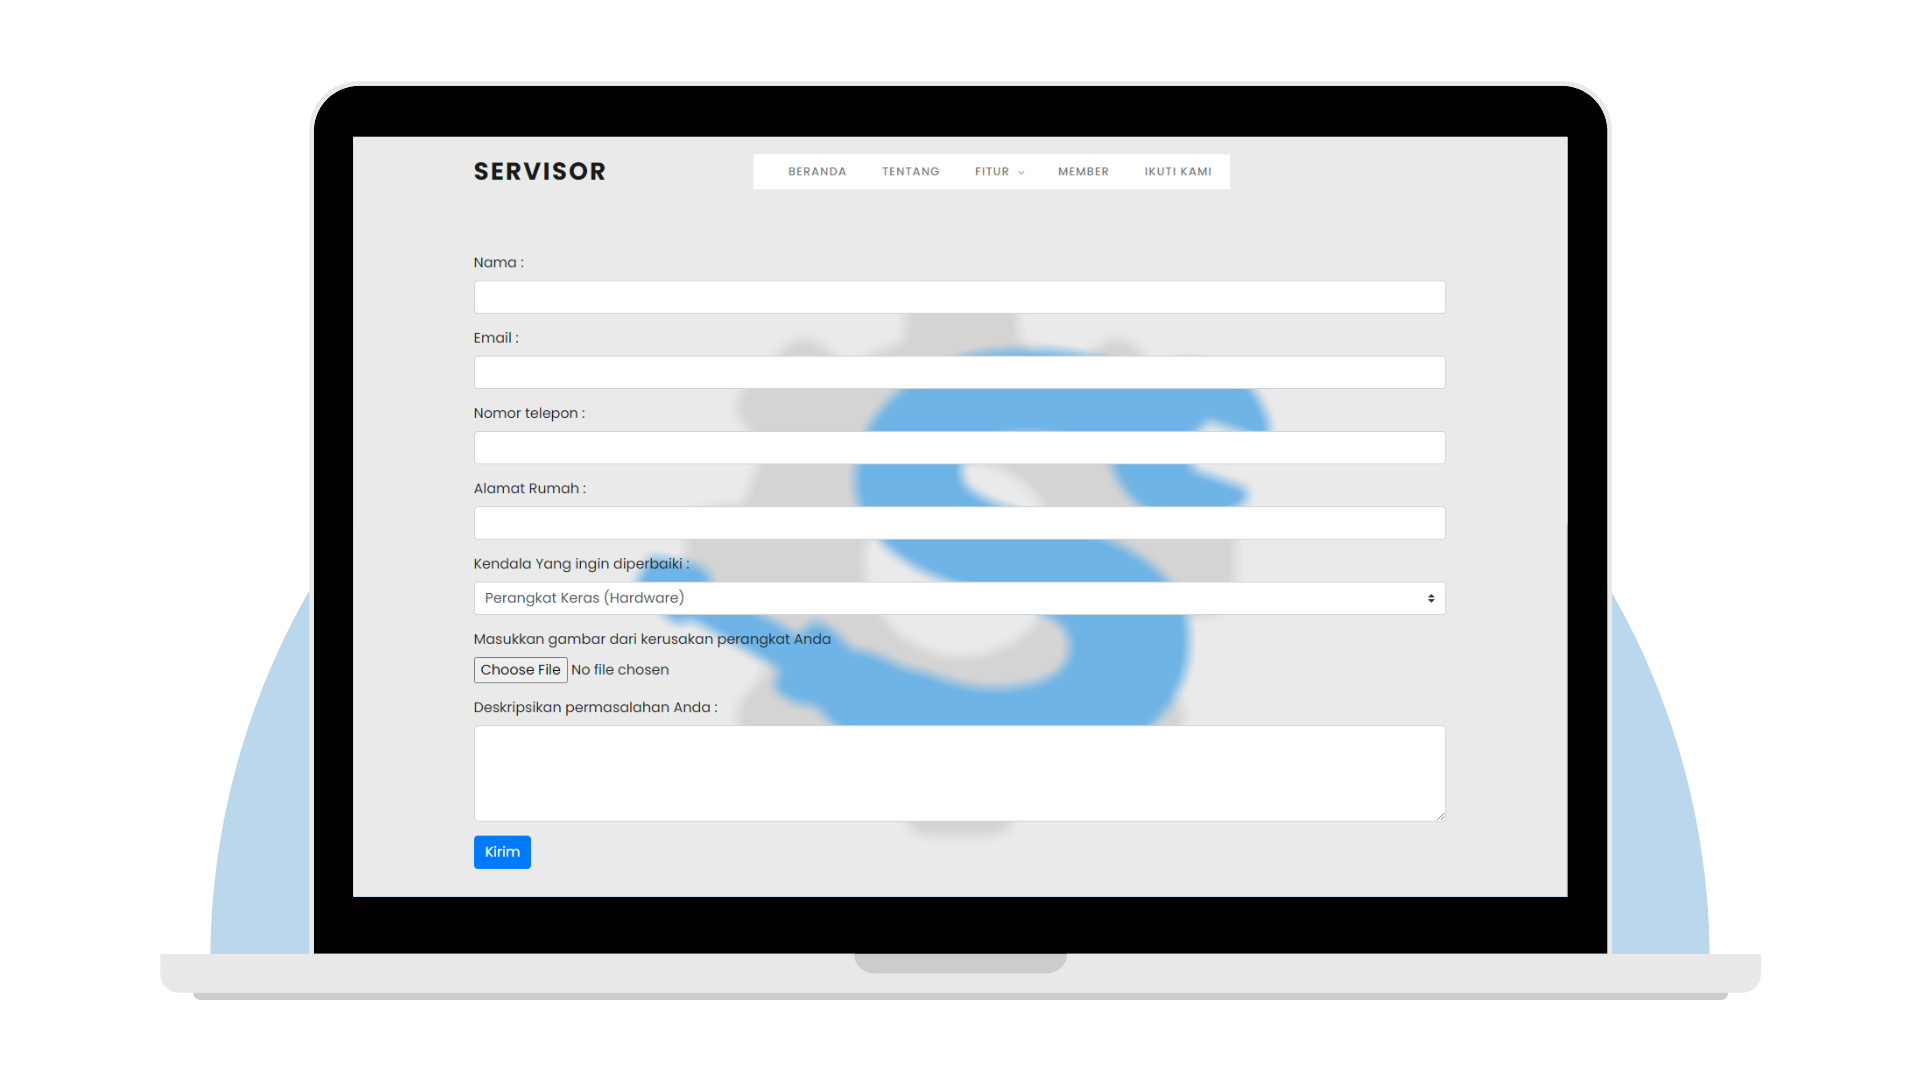 SERVISOR
BERANDA TENTANG FITUR MEMBER IKUTI KAMI
Nama :
Email :
Nomor telepon :
Alamat Rumah :
Kendala Yang ingin diperbaiki :
Perangkat Keras (Hardware)
Masukkan gambar dari kerusakan perangkat Anda
Choose File No file chosen
Deskripsikan permasalahan Anda :
Kirim